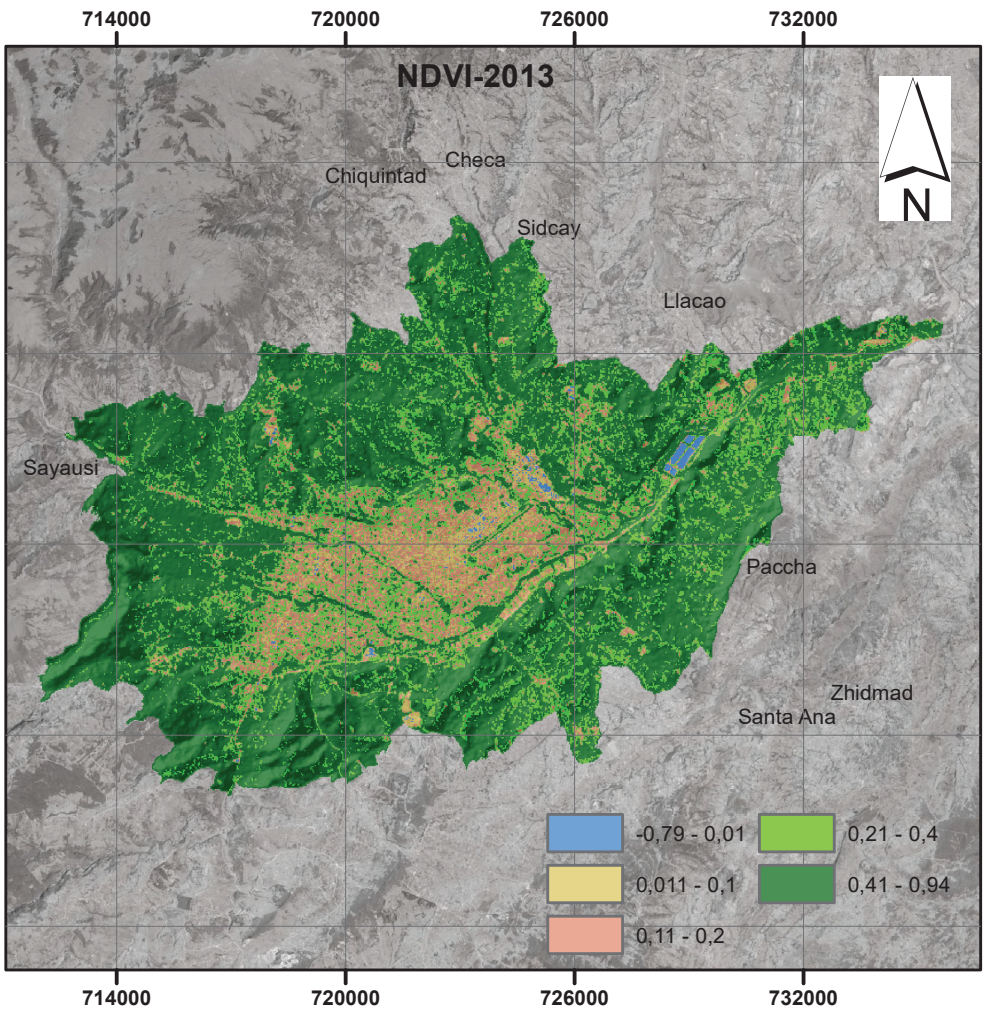 714000 720000 726000 732000
NDVI-2013
Checa
Chiquintad
N
Sidcay
Llacao
Sayausi
Paccha
Zhidmad
Santa Ana
-0,79 - 0,01
0,21 - 0,4
0,011 - 0,1
0,41 - 0,94
0,11 - 0,2
714000 720000 726000 732000